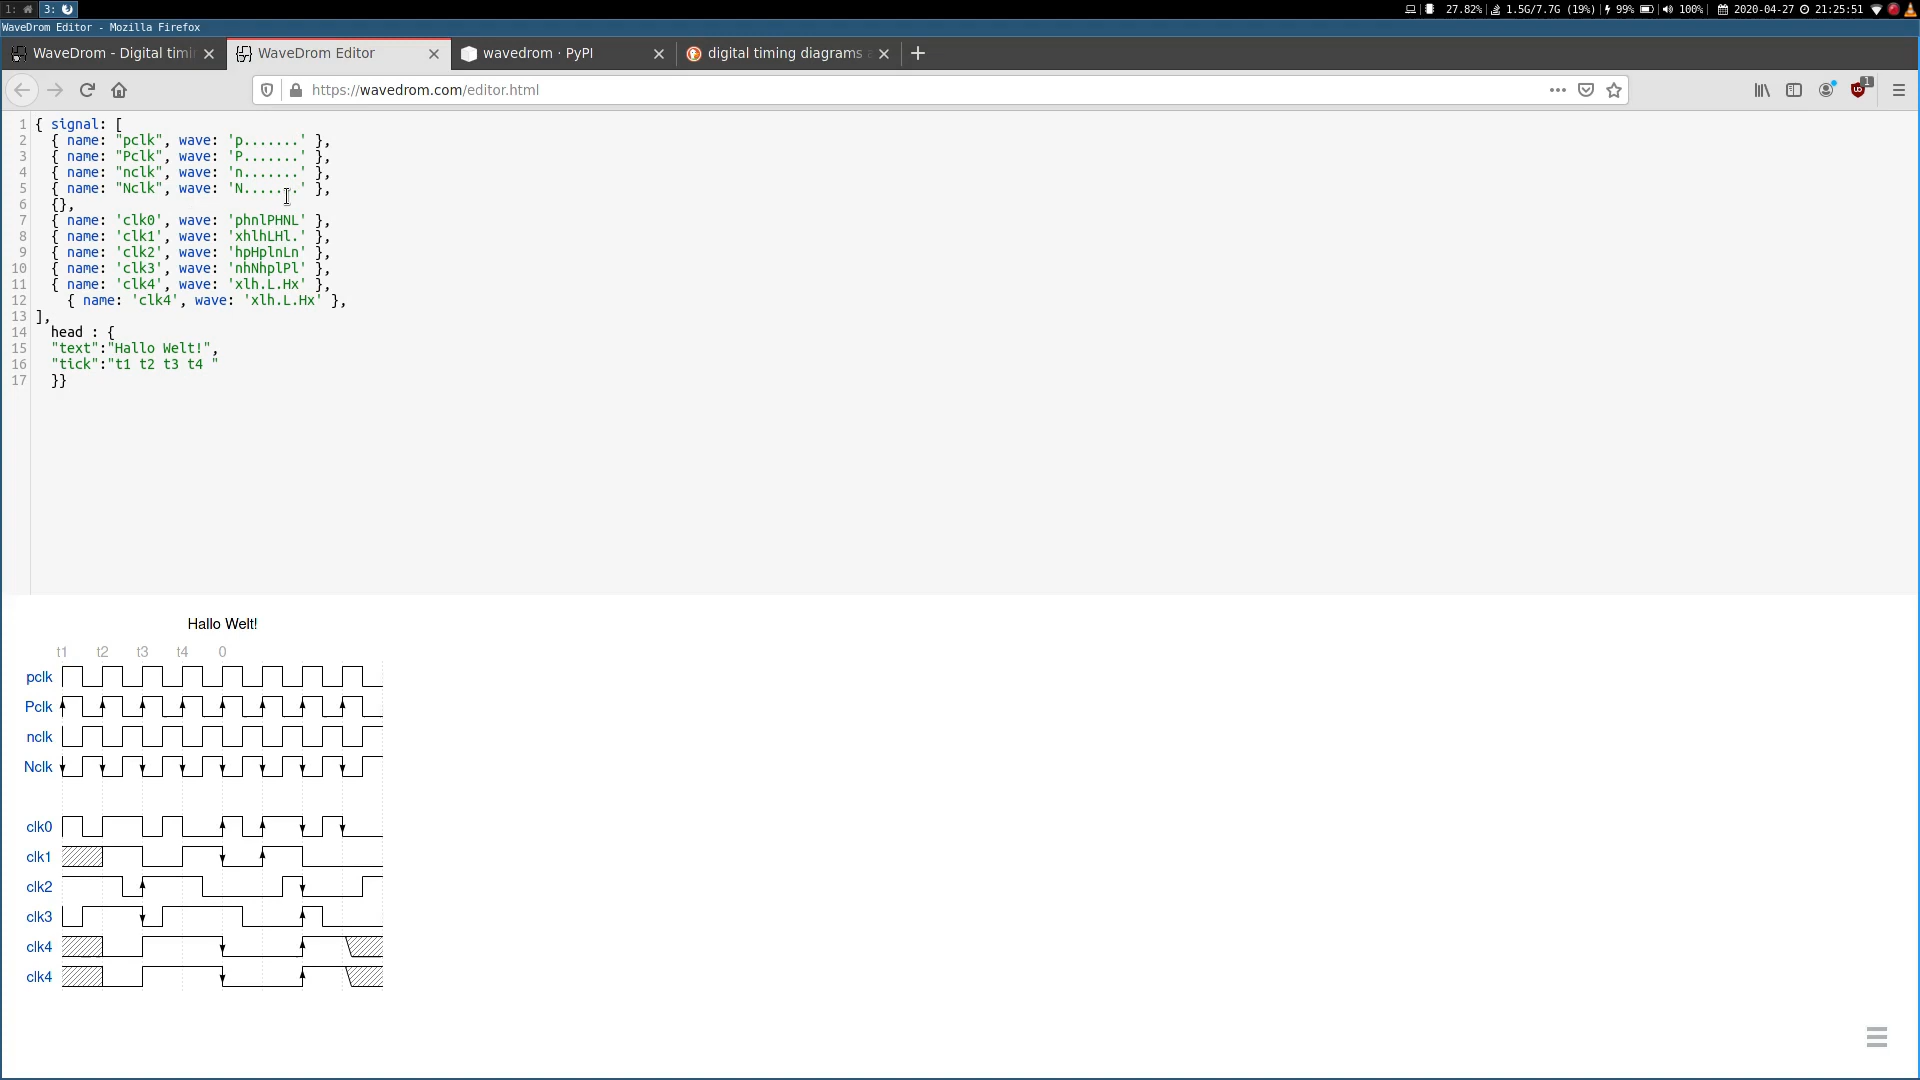 1: 3: 27.82% 1.5G/7.7G (19%) 99% 100% 2020-04-27 21:25:51
WaveDrom Editor - Mozilla Firefox
WaveDrom - Digital timi WaveDrom Editor wavedrom · PyPI digital timing diagrams
https://wavedrom.com/editor.html 1
1 { signal: [
2 { name: "pclk", wave: 'p.......' },
3 { name: "Pclk", wave: 'P.......' },
4 { name: "nclk", wave: 'n.......' },
5 { name: "Nclk", wave: 'N.......' },
6 {},
7 { name: 'clk0', wave: 'phnlPHNL' },
8 { name: 'clk1', wave: 'xhlhLHl.' },
9 { name: 'clk2', wave: 'hpHplnLn' },
10 { name: 'clk3', wave: 'nhNhplPl' },
11 { name: 'clk4', wave: 'xlh.L.Hx' },
12 { name: 'clk4', wave: 'xlh.L.Hx' },
13 ],
14 head : {
15 "text":"Hallo Welt!",
16 "tick":"t1 t2 t3 t4 "
17 }}
Hallo Welt!
t1 t2 t3 t4 0
pclk
Pclk
nclk
Nclk
clk0
clk1
clk2
clk3
clk4
clk4